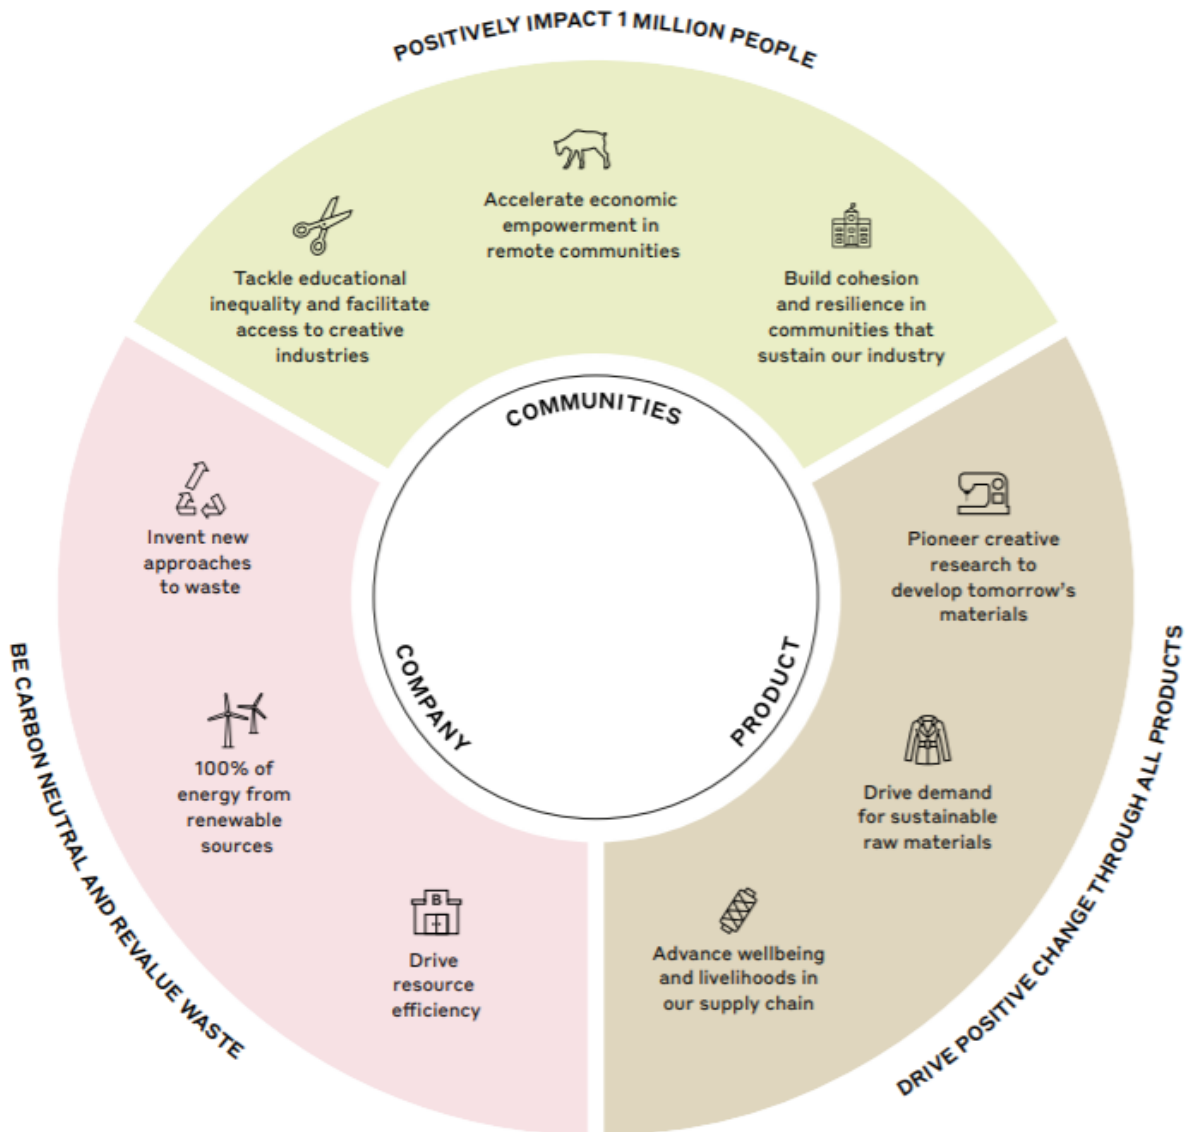 POSITIVELY IMPACT 1 MILLION PEOPLE
Accelerate economic
empowerment in
remote communities
Tackle educational
inequality and facilitate
access to creative
industries
Build cohesion
and resilience in
communities that
sustain our industry
COMMUNITIES
Invent new
approaches
to waste
Pioneer creative
research to
develop tomorrow's
materials
COMPANY
PRODUCT
100% of
energy from
renewable
sources
Drive demand
for sustainable
raw materials
B
Drive
resource
efficiency
Advance wellbeing
and livelihoods in
our supply chain
BE CARBON NEUTRAL AND REVALUE WASTE
DRIVE POSITIVE CHANGE THROUGH ALL PRODUCTS